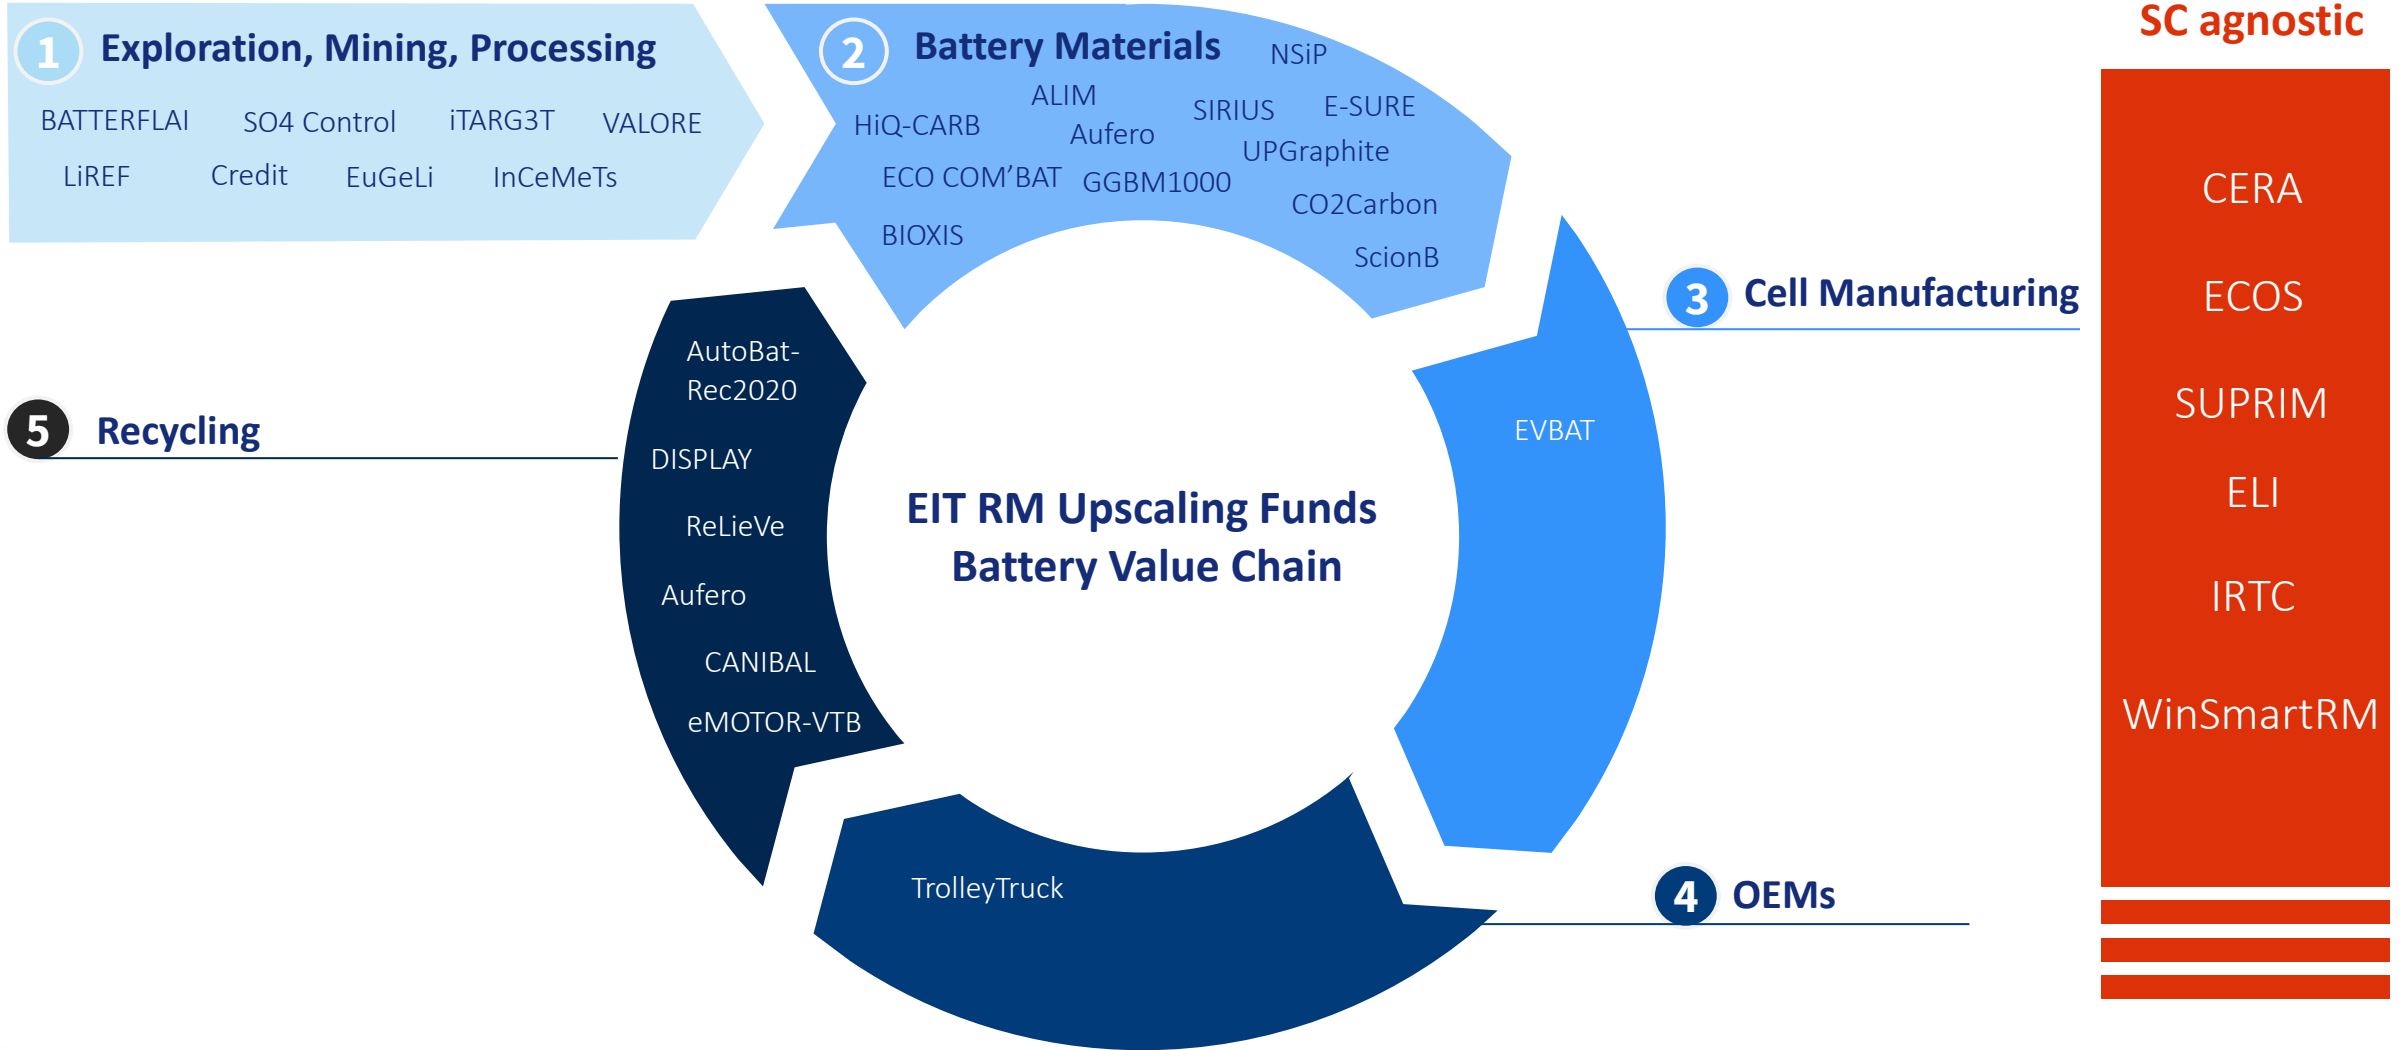 1 Exploration, Mining, Processing
BATTERFLAI SO4 Control iTARG3T VALORE
LiREF Credit EuGeLi InCeMeTs
2 Battery Materials
NSiP
ALIM
SIRIUS E-SURE
HiQ-CARB
Aufero
UPGraphite
ECO COM’BAT GGBM1000
CO2Carbon
BIOXIS
ScionB
3 Cell Manufacturing
EVBAT
4 OEMs
TrolleyTruck
5 Recycling
AutoBat-
Rec2020
DISPLAY
ReLieVe
Aufero
CANIBAL
eMOTOR-VTB
EIT RM Upscaling Funds
Battery Value Chain
SC agnostic
CERA
ECOS
SUPRIM
ELI
IRTC
WinSmartRM